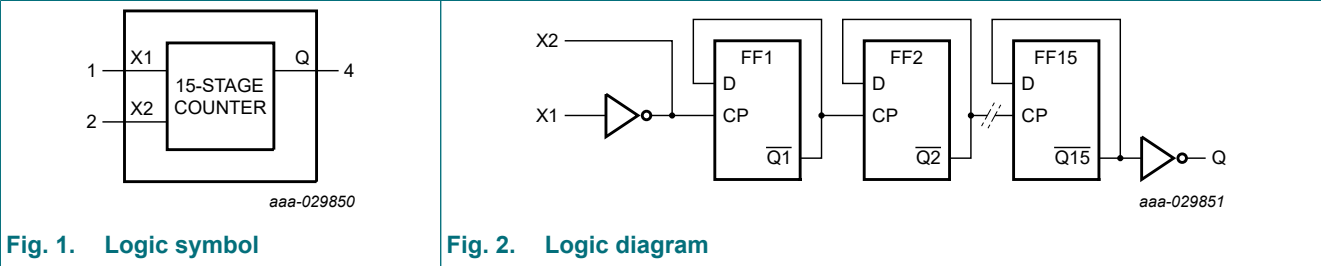 X1
X2
1
2
15-STAGE
COUNTER
Q
4
aaa-029850
Fig. 1. Logic symbol
X2
X1
FF1
D
CP
Q1
FF2
D
CP
Q2
FF15
D
CP
Q15
Q
aaa-029851
Fig. 2. Logic diagram